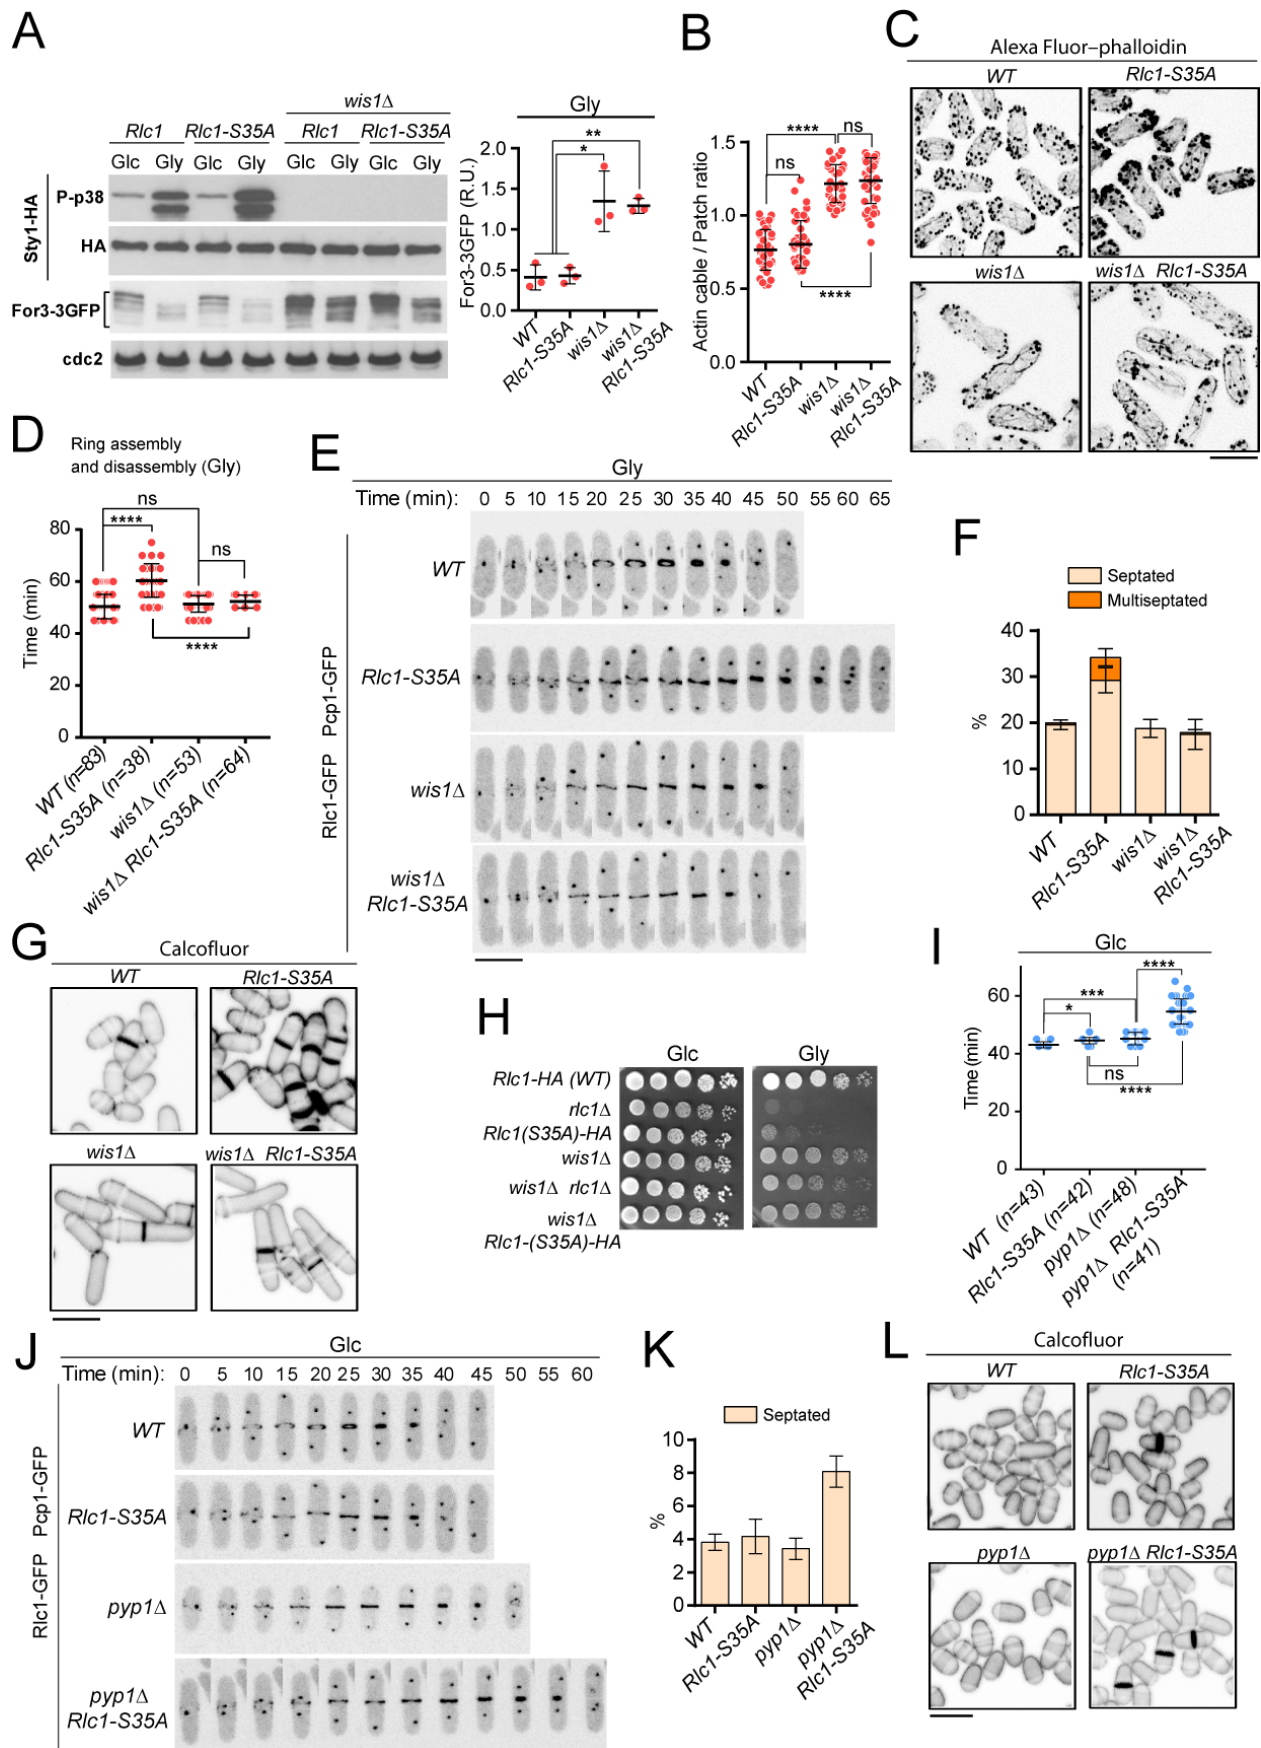 A
wis1Δ
Rlc1 Rlc1-S35A Rlc1 Rlc1-S35A
Glc Gly Glc Gly Glc Gly Glc Gly
Sty1-HA
P-p38
HA
For3-3GFP
cdc2
Gly
**
*
For3-3GFP (R.U.)
2.0
1.5
1.0
0.5
0.0
WT
Rlc1-S35A
wis1Δ
wis1Δ
Rlc1-S35A
B
**** ns
ns
****
Actin cable / Patch ratio
1.5
1.0
0.5
0.0
WT
Rlc1-S35A
wis1Δ
wis1Δ
Rlc1-S35A
C
Alexa Fluor–phalloidin
WT Rlc1-S35A
wis1Δ wis1Δ Rlc1-S35A
D
Ring assembly
and disassembly (Gly)
ns
****
ns
****
Time (min)
80
60
40
20
0
WT (n=83)
Rlc1-S35A (n=38)
wis1Δ (n=53)
wis1Δ Rlc1-S35A (n=64)
E
Gly
Time (min): 0 5 10 15 20 25 30 35 40 45 50 55 60 65
Rlc1-GFP Pcp1-GFP
WT
Rlc1-S35A
wis1Δ
wis1Δ
Rlc1-S35A
F
Septated
Multiseptated
%
40
30
20
10
0
WT
Rlc1-S35A
wis1Δ
wis1Δ
Rlc1-S35A
G
Calcofluor
WT Rlc1-S35A
wis1Δ wis1Δ Rlc1-S35A
H
Glc Gly
Rlc1-HA (WT)
rlc1Δ
Rlc1(S35A)-HA
wis1Δ
wis1Δ rlc1Δ
wis1Δ
Rlc1-(S35A)-HA
I
Glc
****
***
*
ns
****
Time (min)
60
40
20
0
WT (n=43)
Rlc1-S35A (n=42)
pyp1Δ (n=48)
pyp1Δ Rlc1-S35A
(n=41)
J
Glc
Time (min): 0 5 10 15 20 25 30 35 40 45 50 55 60
Rlc1-GFP Pcp1-GFP
WT
Rlc1-S35A
pyp1Δ
pyp1Δ
Rlc1-S35A
K
Septated
%
10
8
6
4
2
0
WT
Rlc1-S35A
pyp1Δ
pyp1Δ
Rlc1-S35A
L
Calcofluor
WT Rlc1-S35A
pyp1Δ pyp1Δ Rlc1-S35A